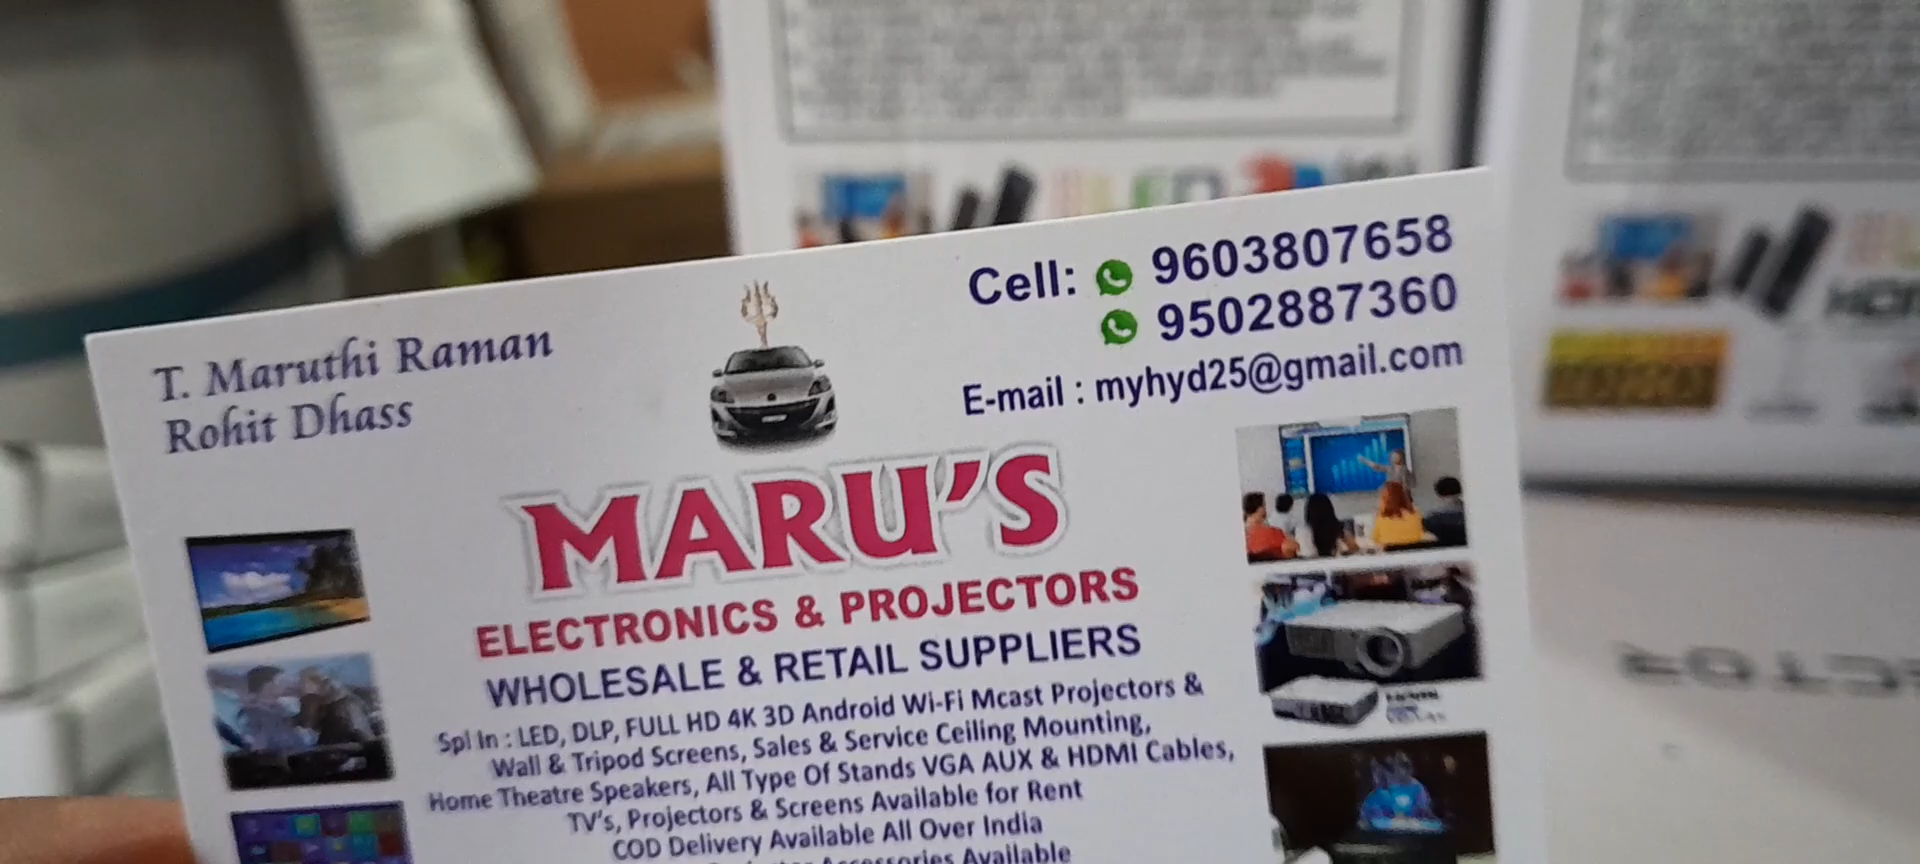 T. Maruthi Raman
Rohit Dhass
Cell: 9603807658
9502887360
E-mail : myhyd25@gmail.com
MARU'S
ELECTRONICS & PROJECTORS
WHOLESALE & RETAIL SUPPLIERS
Spl In : LED, DLP, FULL HD 4K 3D Android Wi-Fi Mcast Projectors &
Wall & Tripod Screens, Sales & Service Ceiling Mounting,
Home Theatre Speakers, All Type Of Stands VGA AUX & HDMI Cables,
TV's, Projectors & Screens Available for Rent
COD Delivery Available All Over India
Accessories Available